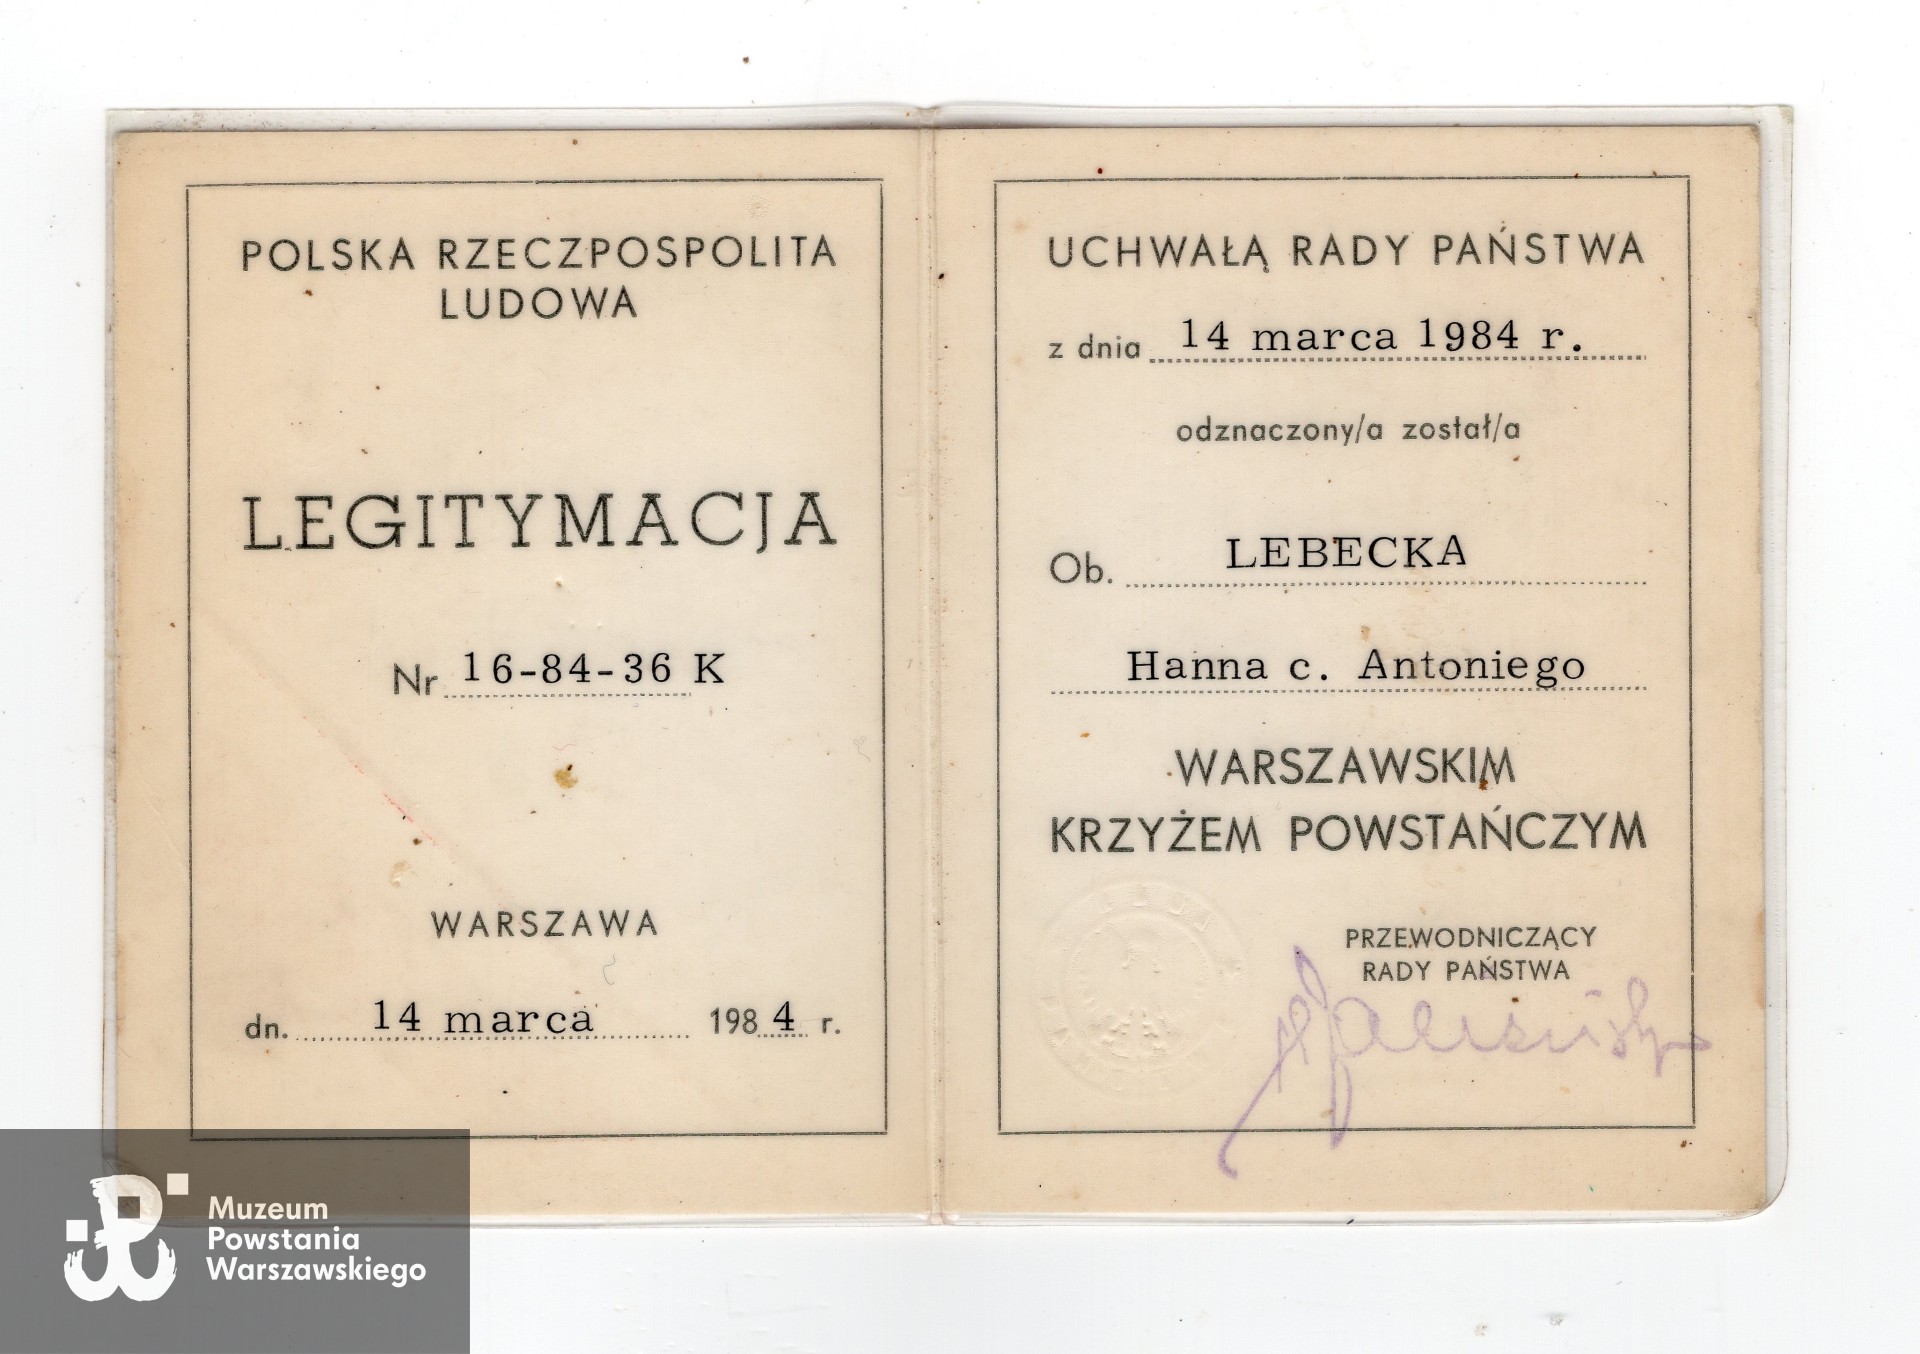 POLSKA RZECZPOSPOLITA
LUDOWA
LEGITYMACJA
Nr 16-84-36 K
WARSZAWA
dn. 14 marca 1984 r.
UCHWAŁĄ RADY PAŃSTWA
z dnia 14 marca 1984 r.
odznaczony/a został/a
Ob. LEBECKA
Hanna c. Antoniego
WARSZAWSKIM
KRZYŻEM POWSTAŃCZYM
PRZEWODNICZĄCY
RADY PAŃSTWA
Muzeum
Powstania
Warszawskiego